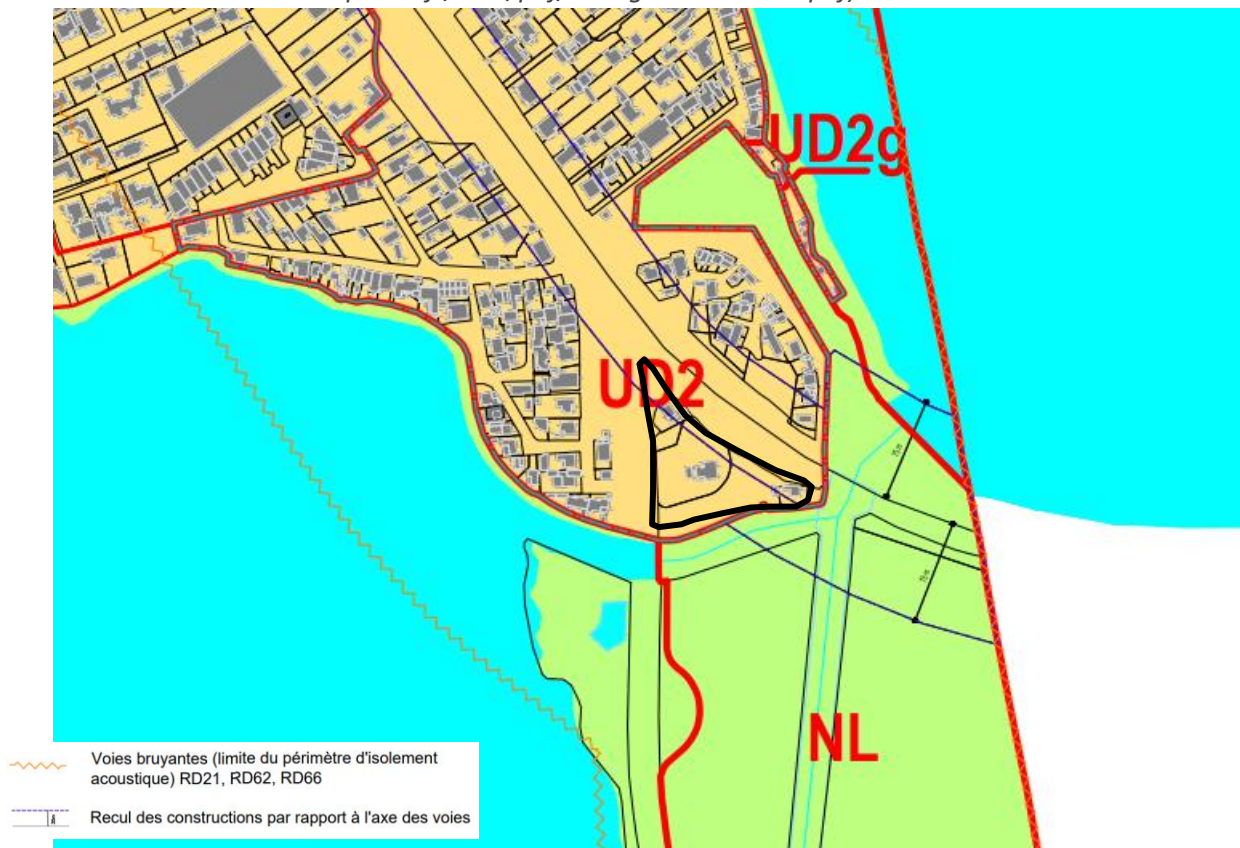 UD2g
UD2
NL
Voies bruyantes (limite du périmètre d'isolement
acoustique) RD21, RD62, RD66
Recul des constructions par rapport à l'axe des voies